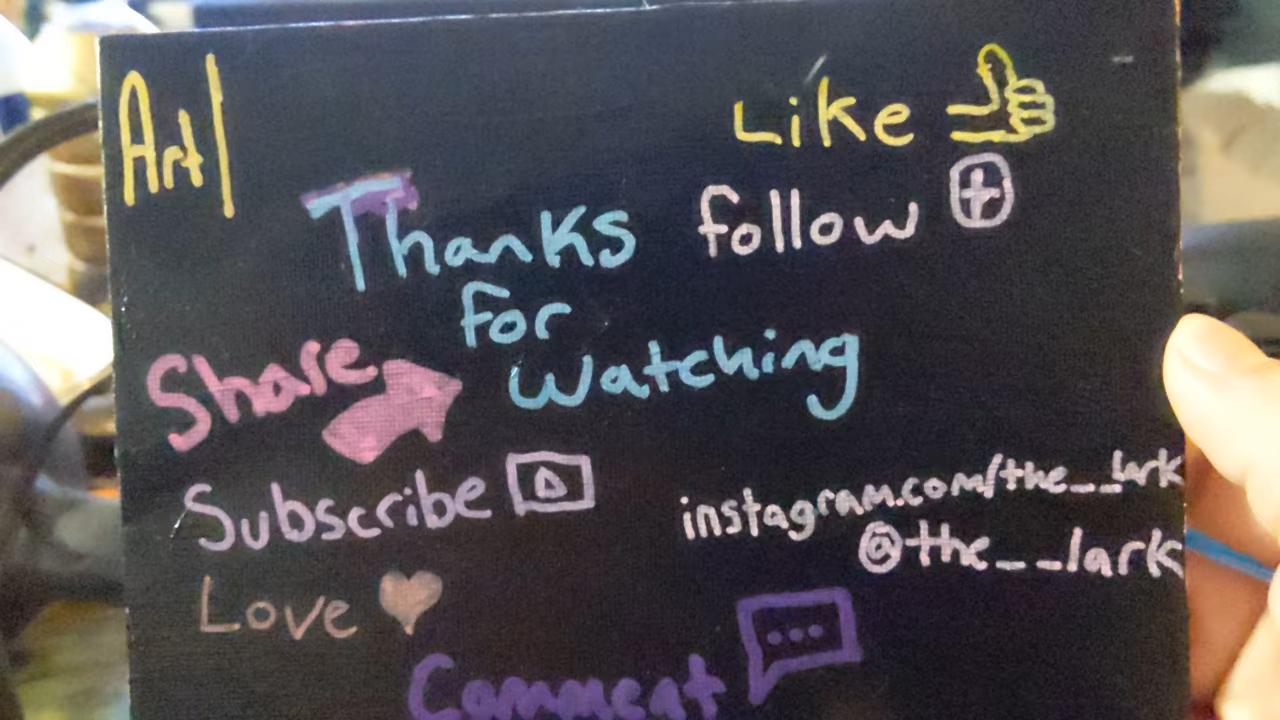 Art|
Like
follow
Thanks
for
Watching
Share
Subscribe
instagram.com/the__lark
@the__lark
Love
Comment